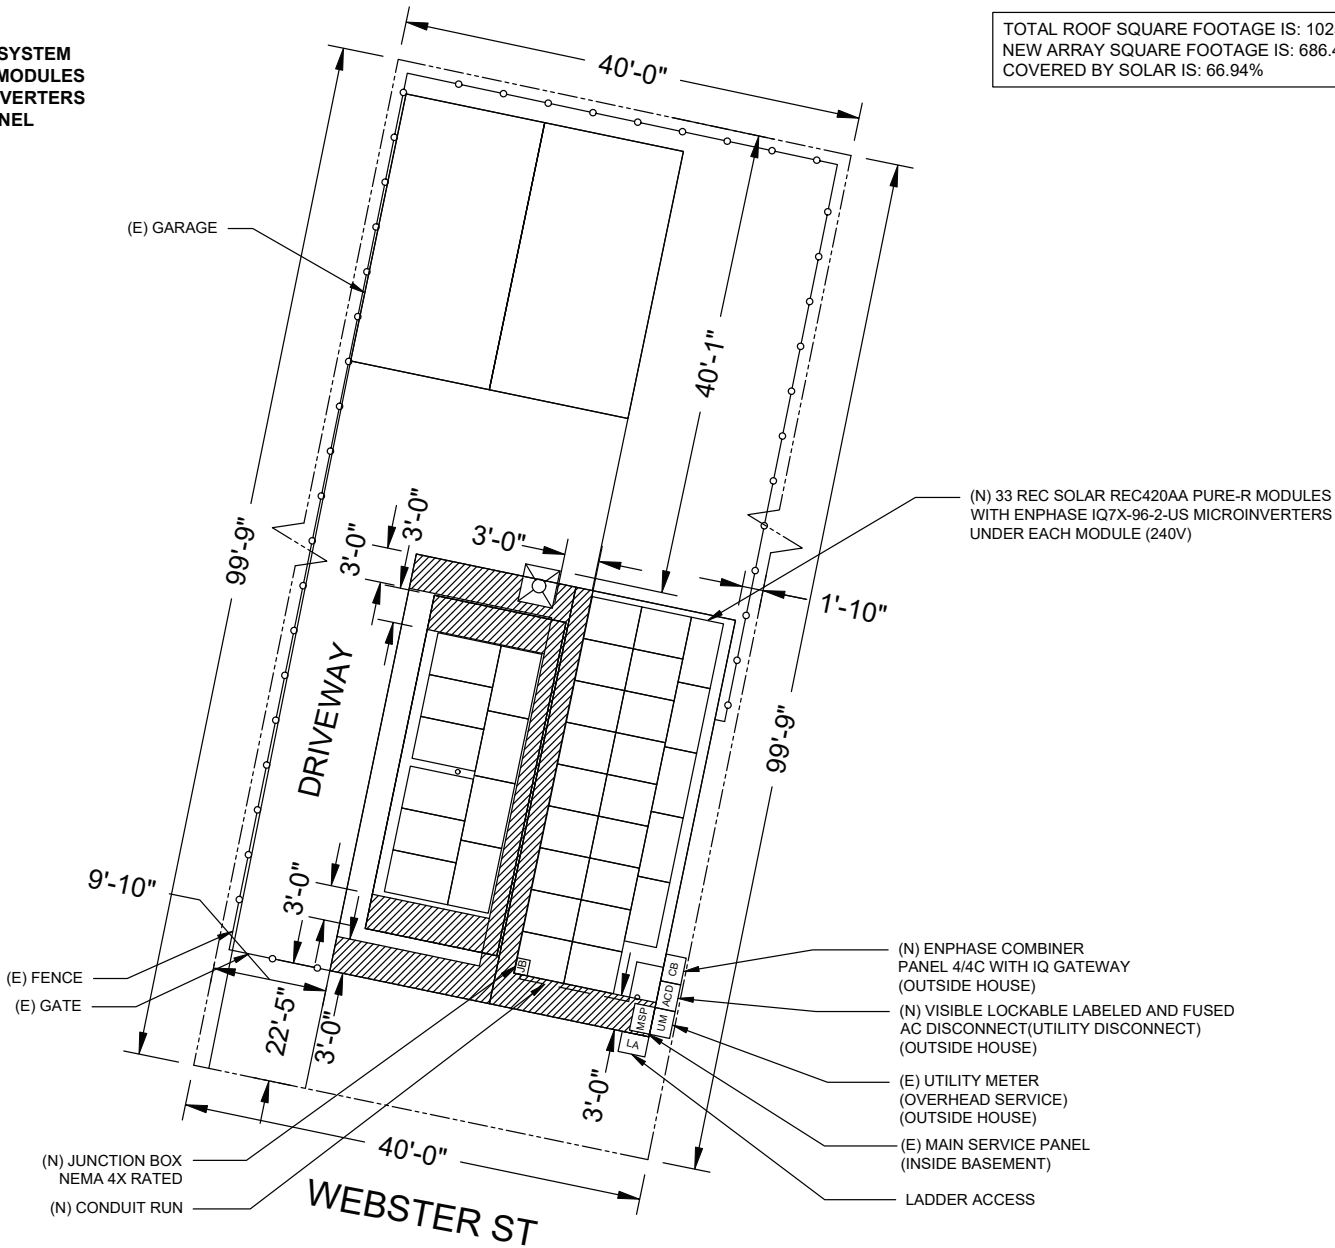 SYSTEM
MODULES
VERTERS
NEL
TOTAL ROOF SQUARE FOOTAGE IS: 102
NEW ARRAY SQUARE FOOTAGE IS: 686.4
COVERED BY SOLAR IS: 66.94%
40'-0"
(E) GARAGE
40'-1"
99'-9"
3'-0"
3'-0"
3'-0"
(N) 33 REC SOLAR REC420AA PURE-R MODULES
WITH ENPHASE IQ7X-96-2-US MICROINVERTERS
UNDER EACH MODULE (240V)
1'-10"
DRIVEWAY
99'-9"
9'-10"
3'-0"
(E) FENCE
(E) GATE
22'-5"
3'-0"
JB
CB
ACD
MSP
UM
LA
3'-0"
(N) ENPHASE COMBINER
PANEL 4/4C WITH IQ GATEWAY
(OUTSIDE HOUSE)
(N) VISIBLE LOCKABLE LABELED AND FUSED
AC DISCONNECT(UTILITY DISCONNECT)
(OUTSIDE HOUSE)
(E) UTILITY METER
(OVERHEAD SERVICE)
(OUTSIDE HOUSE)
(E) MAIN SERVICE PANEL
(INSIDE BASEMENT)
LADDER ACCESS
(N) JUNCTION BOX
NEMA 4X RATED
(N) CONDUIT RUN
40'-0"
WEBSTER ST